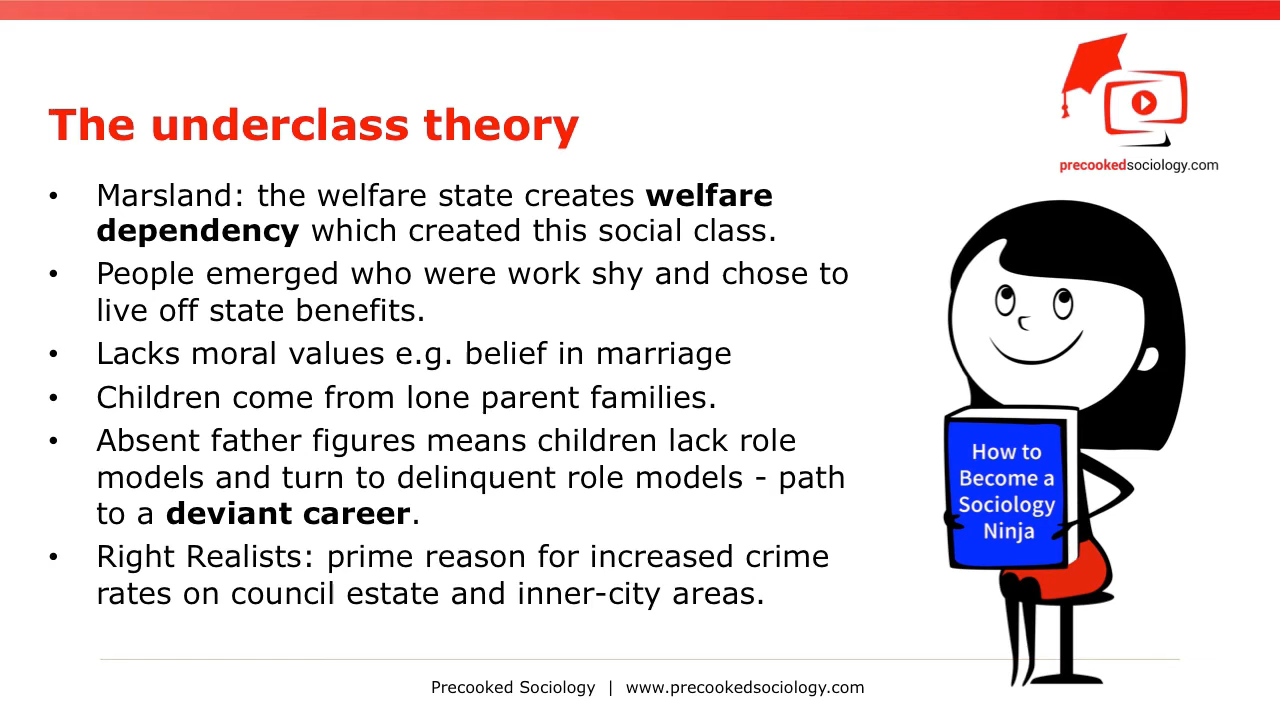 precookedsociology.com
The underclass theory
• Marsland: the welfare state creates welfare
dependency which created this social class.
• People emerged who were work shy and chose to
live off state benefits.
• Lacks moral values e.g. belief in marriage
• Children come from lone parent families.
• Absent father figures means children lack role
models and turn to delinquent role models - path
to a deviant career.
• Right Realists: prime reason for increased crime
rates on council estate and inner-city areas.
How to
Become a
Sociology
Ninja
Precooked Sociology | www.precookedsociology.com